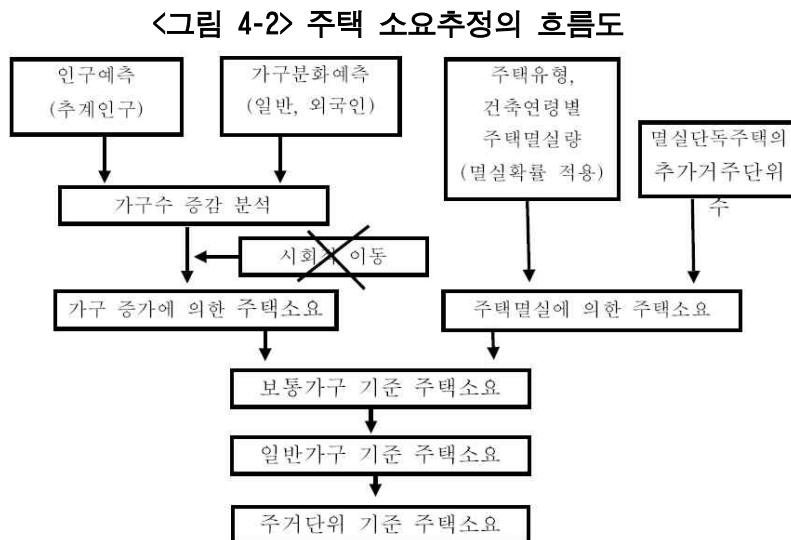 <그림 4-2> 주택 소요추정의 흐름도
인구예측
(추계인구)
가구분화예측
(일반, 외국인)
주택유형,
건축연령별
주택멸실량
(멸실확률 적용)
멸실단독주택의
추가거주단위
수
가구수 증감 분석
이동
가구 증가에 의한 주택소요
주택멸실에 의한 주택소요
보통가구 기준 주택소요
일반가구 기준 주택소요
주거단위 기준 주택소요